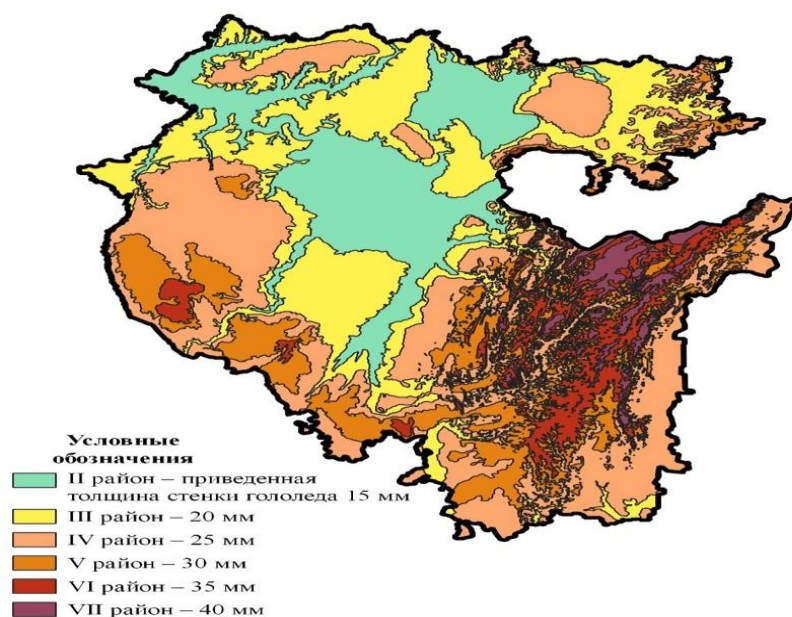 Условные
обозначения
II район – приведенная
толщина стенки гололеда 15 мм
III район – 20 мм
IV район – 25 мм
V район – 30 мм
VI район – 35 мм
VII район – 40 мм